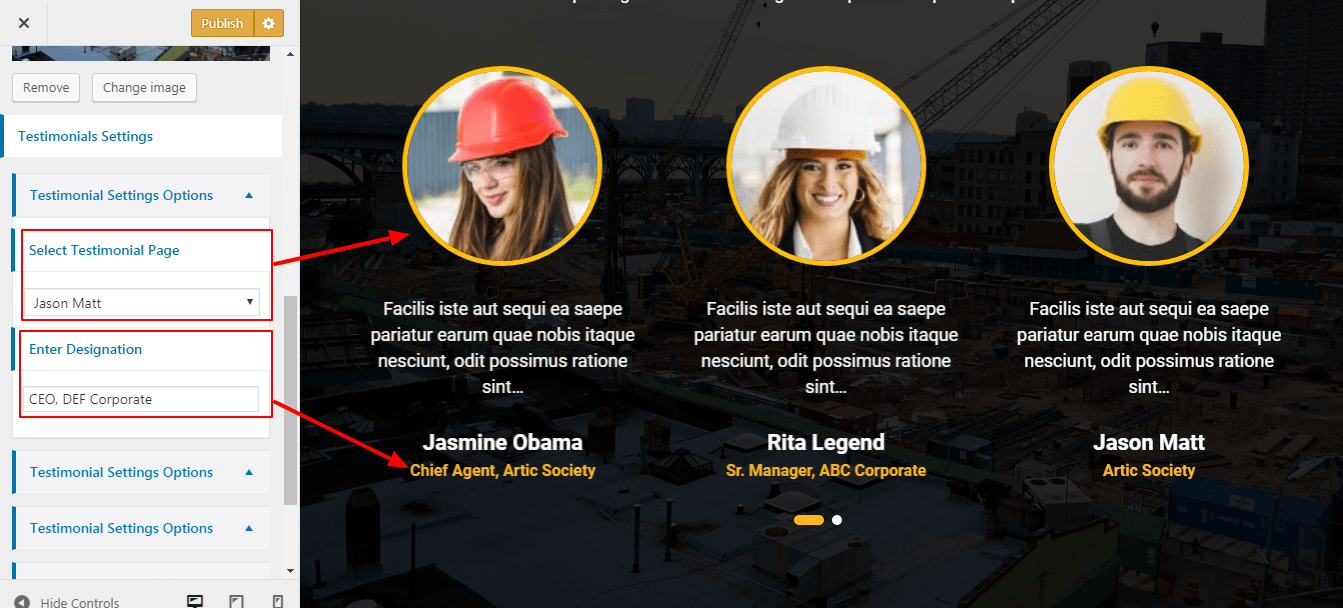 Publish
Remove
Change image
Testimonials Settings
Testimonial Settings Options
Select Testimonial Page
Jason Matt
Enter Designation
CEO, DEF Corporate
Testimonial Settings Options
Testimonial Settings Options
Hide Controls
Facilis iste aut sequi ea saepe
pariatur earum quae nobis itaque
nesciunt, odit possimus ratione
sint...
Jasmine Obama
Chief Agent, Artic Society
Facilis iste aut sequi ea saepe
pariatur earum quae nobis itaque
nesciunt, odit possimus ratione
sint...
Rita Legend
Sr. Manager, ABC Corporate
Facilis iste aut sequi ea saepe
pariatur earum quae nobis itaque
nesciunt, odit possimus ratione
sint...
Jason Matt
Artic Society